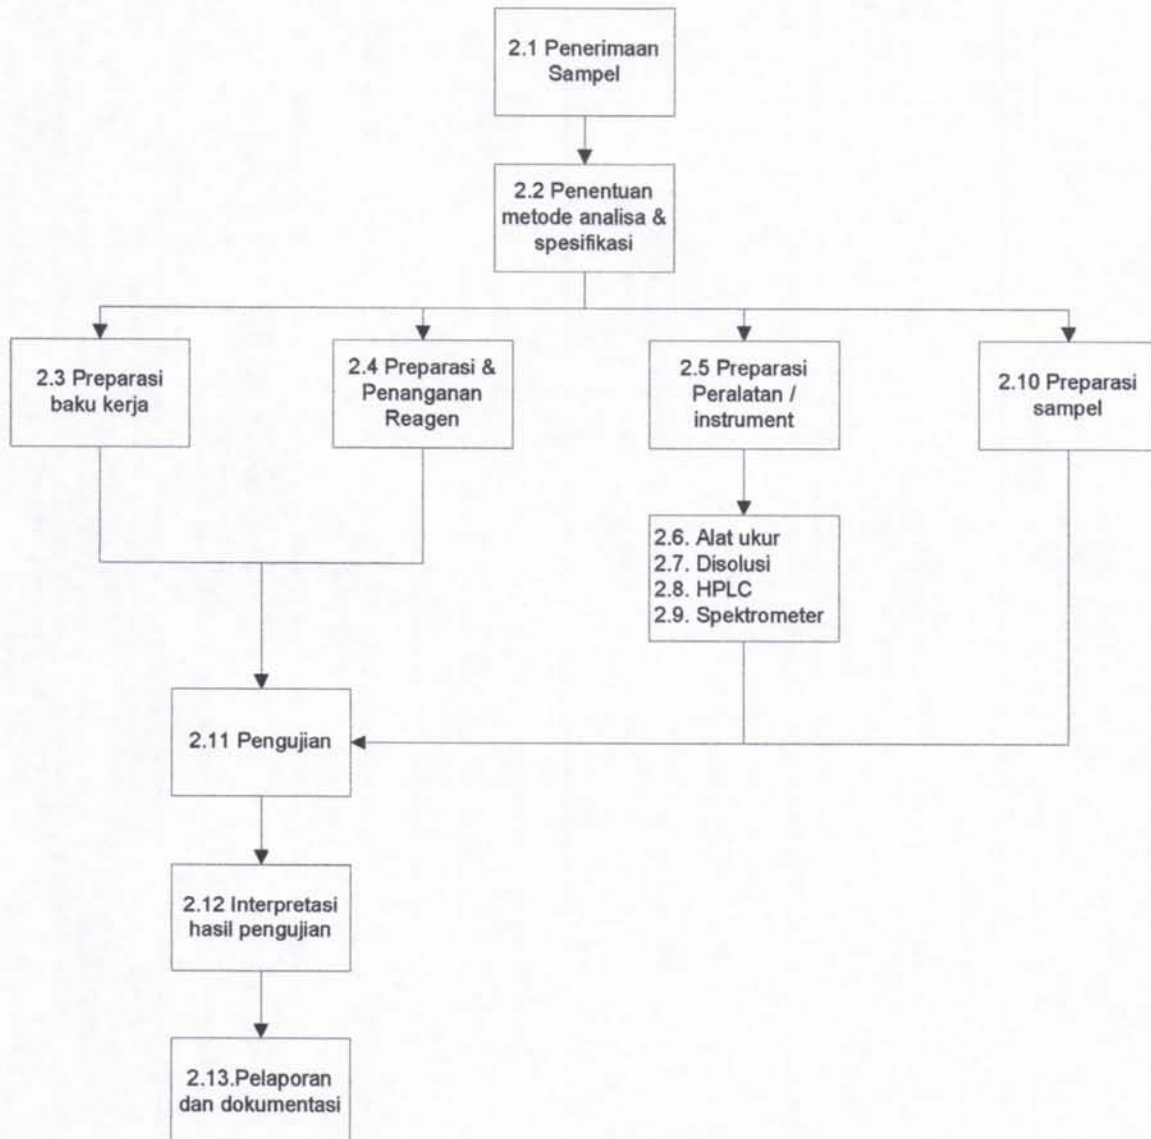 2.1 Penerimaan
Sampel
2.2 Penentuan
metode analisa &
spesifikasi
2.3 Preparasi
baku kerja
2.4 Preparasi &
Penanganan
Reagen
2.5 Preparasi
Peralatan /
instrument
2.10 Preparasi
sampel
2.6. Alat ukur
2.7. Disolusi
2.8. HPLC
2.9. Spektrometer
2.11 Pengujian
2.12 Interpretasi
hasil pengujian
2.13.Pelaporan
dan dokumentasi